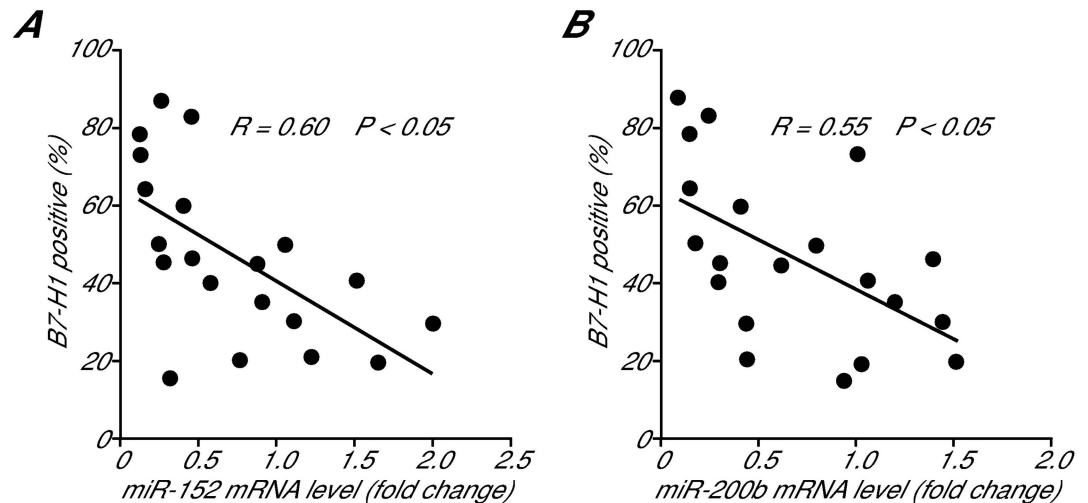 A
100
80
60
40
20
0
B7-H1 positive (%)
R = 0.60 P < 0.05
0 0.5 1.0 1.5 2.0 2.5
miR-152 mRNA level (fold change)
B
100
80
60
40
20
0
B7-H1 positive (%)
R = 0.55 P < 0.05
0 0.5 1.0 1.5 2.0
miR-200b mRNA level (fold change)